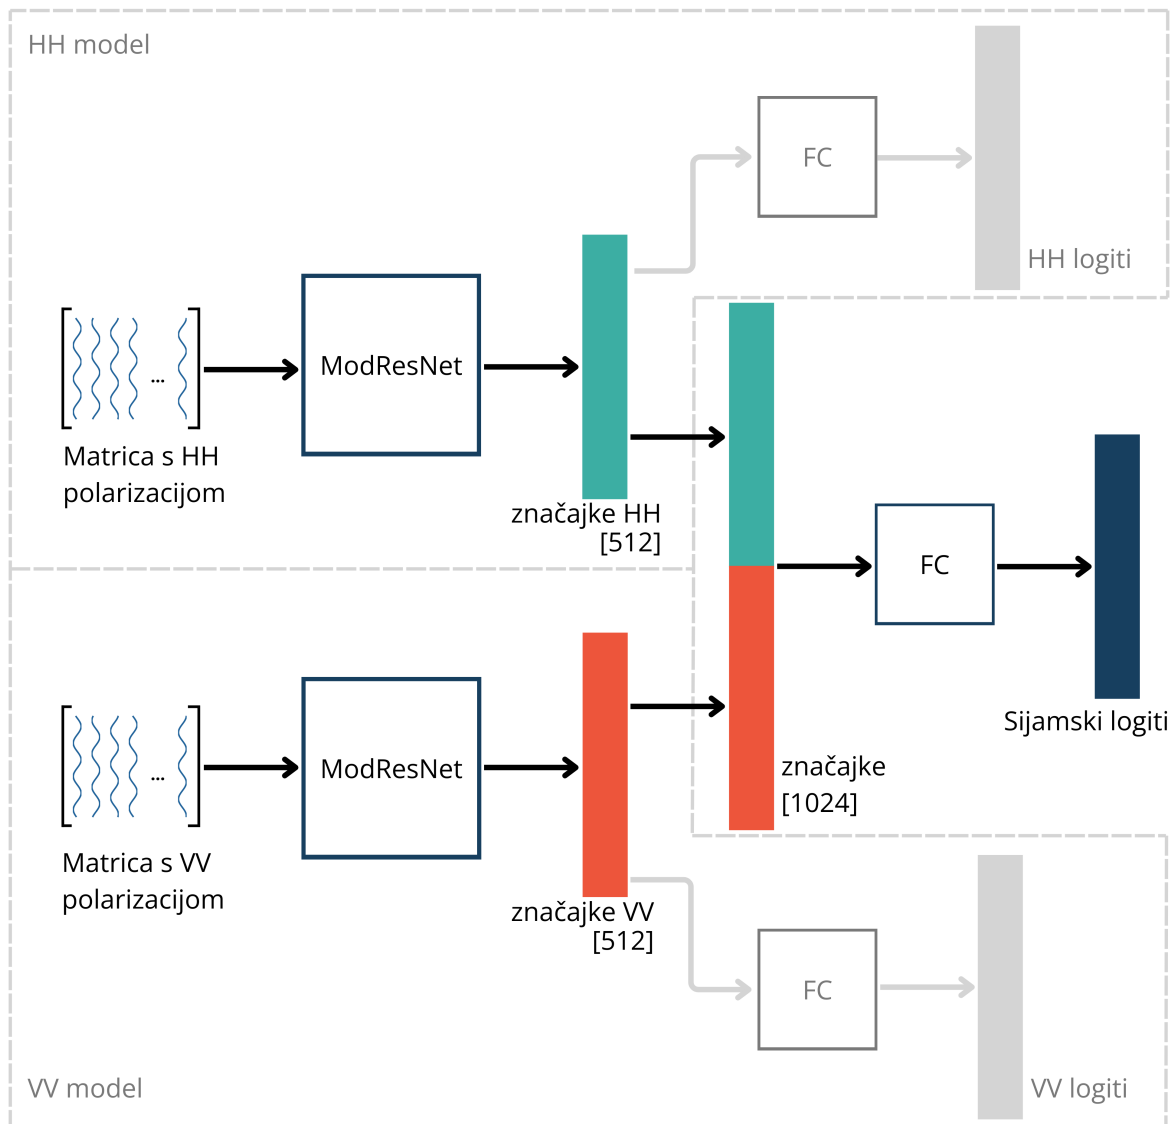 HH model
FC
HH logiti
ModResNet
...
Matrica s HH
polarizacijom
značajke HH
[512]
FC
Sijamski logiti
ModResNet
...
značajke
[1024]
Matrica s VV
polarizacijom
značajke VV
[512]
FC
VV model
VV logiti